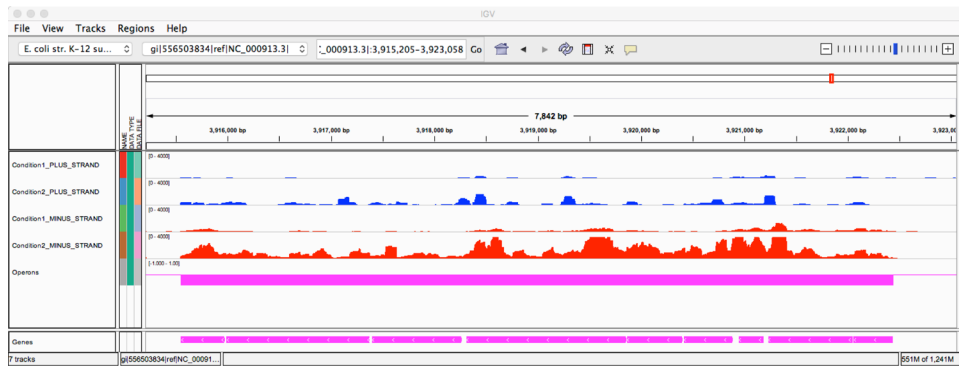 IGV
File View Tracks Regions Help
E. coli str. K-12 su... gi|556503834|ref|NC_000913.3| :_000913.3|:3,915,205-3,923,058 Go
7,842 bp
NAME
DATA TYPE
DATA FILE
3,916,000 bp 3,917,000 bp 3,918,000 bp 3,919,000 bp 3,920,000 bp 3,921,000 bp 3,922,000 bp 3,923,0
Condition1_PLUS_STRAND [0 - 4000]
Condition2_PLUS_STRAND [0 - 4000]
Condition1_MINUS_STRAND [0 - 4000]
Condition2_MINUS_STRAND [0 - 4000]
Operons [-1.000 - 1.00]
Genes
7 tracks gi|556503834|ref|NC_00091... 551M of 1,241M